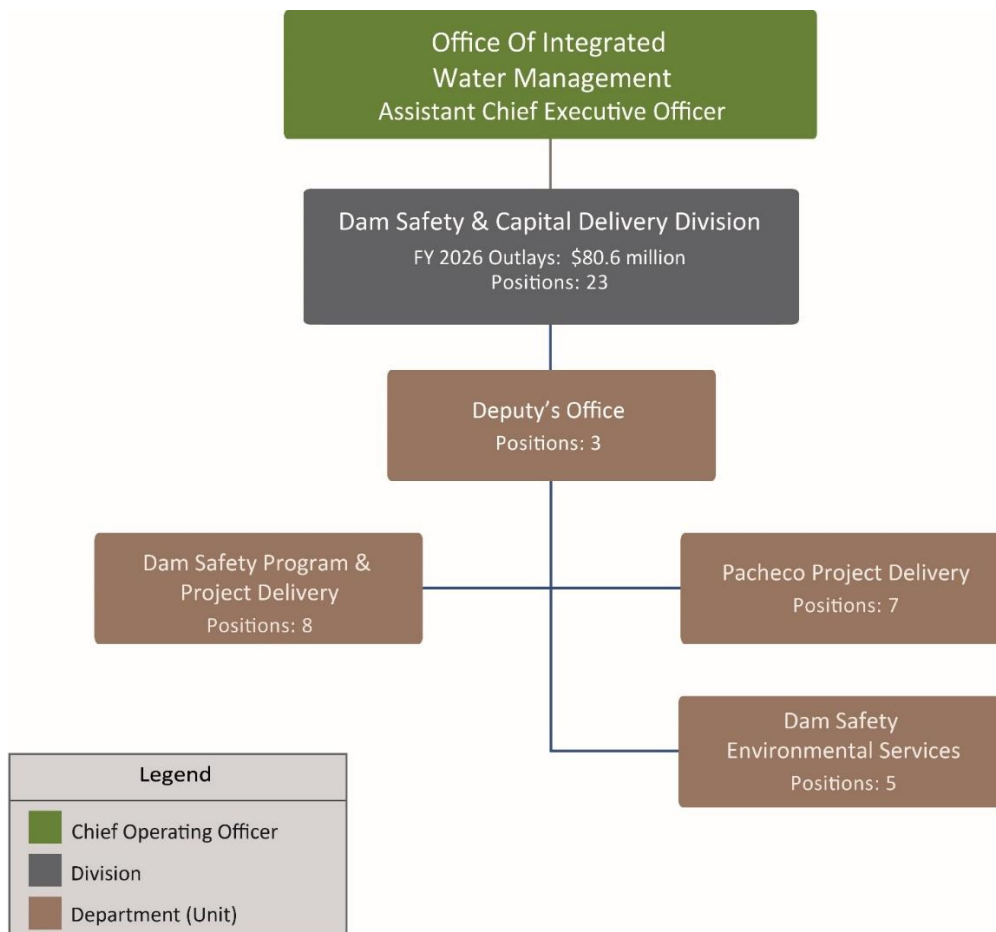 Office Of Integrated
Water Management
Assistant Chief Executive Officer
Dam Safety & Capital Delivery Division
FY 2026 Outlays: $80.6 million
Positions: 23
Deputy’s Office
Positions: 3
Dam Safety Program &
Project Delivery
Positions: 8
Pacheco Project Delivery
Positions: 7
Dam Safety
Environmental Services
Positions: 5
Legend
Chief Operating Officer
Division
Department (Unit)